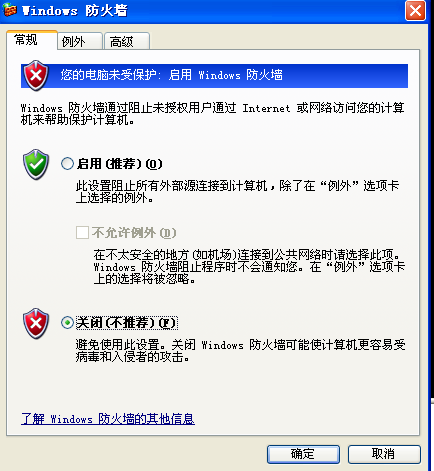 Windows 防火墙
常规 例外 高级
您的电脑未受保护: 启用 Windows 防火墙
Windows 防火墙通过阻止未授权用户通过 Internet 或网络访问您的计算
机来帮助保护计算机。
启用(推荐)(O)
此设置阻止所有外部源连接到计算机，除了在“例外”选项卡
上选择的例外。
不允许例外(D)
在不太安全的地方(如机场)连接到公共网络时请选择此项。
Windows 防火墙阻止程序时不会通知您。在“例外”选项卡
上的选择将被忽略。
关闭(不推荐)(F)
避免使用此设置。关闭 Windows 防火墙可能使计算机更容易受
病毒和入侵者的攻击。
了解 Windows 防火墙的其他信息
确定 取消